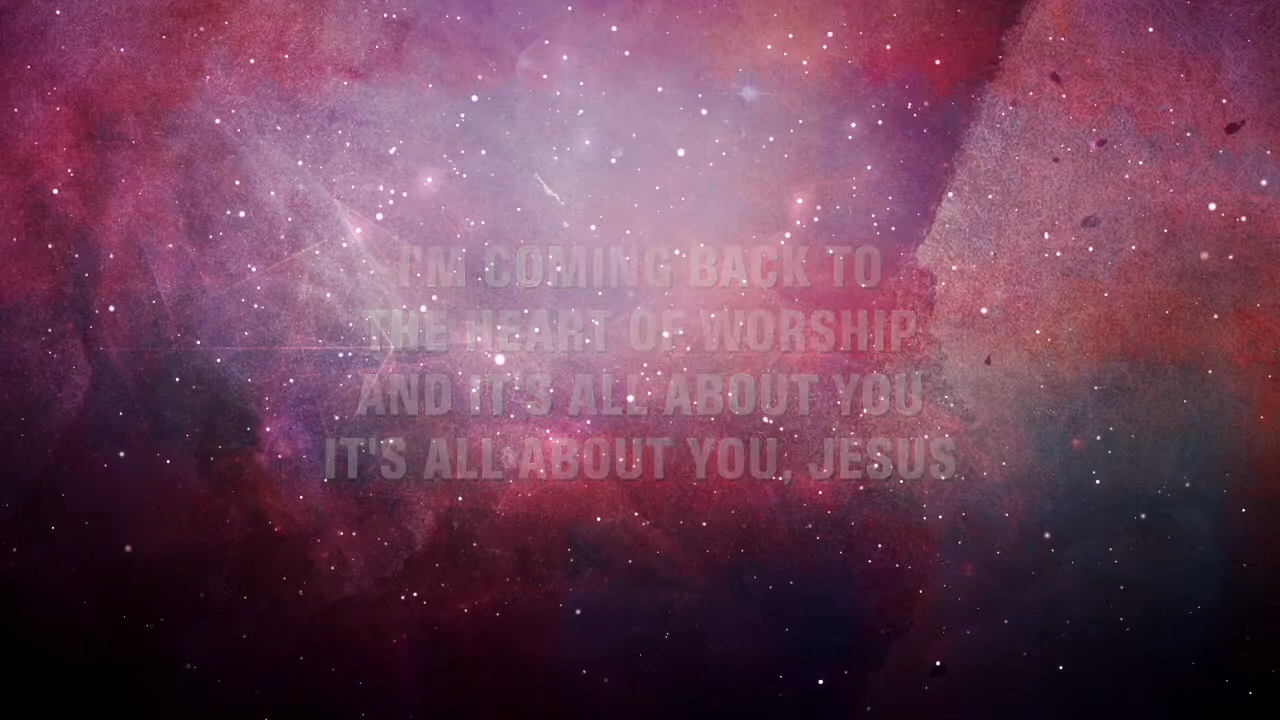 I'M COMING BACK TO
THE HEART OF WORSHIP
AND IT'S ALL ABOUT YOU
IT'S ALL ABOUT YOU, JESUS